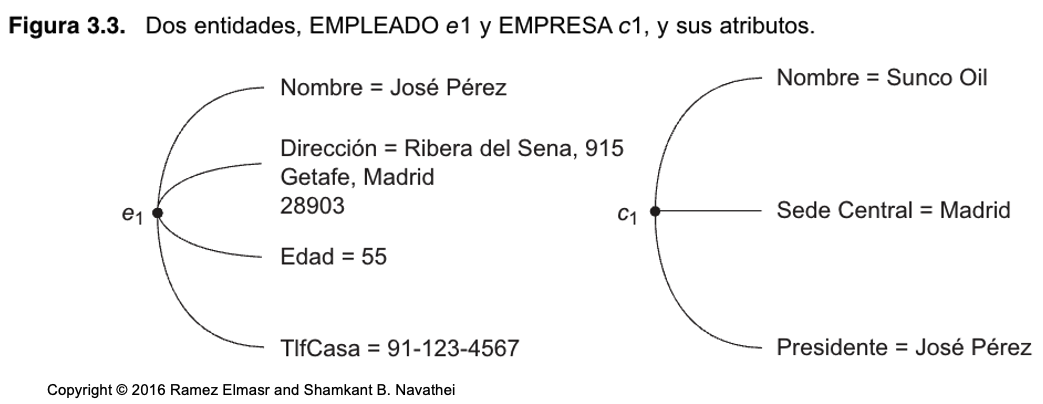 Figura 3.3. Dos entidades, EMPLEADO e1 y EMPRESA c1, y sus atributos.
Nombre = José Pérez
Dirección = Ribera del Sena, 915
Getafe, Madrid
28903
e1
Edad = 55
TlfCasa = 91-123-4567
Nombre = Sunco Oil
c1
Sede Central = Madrid
Presidente = José Pérez
Copyright © 2016 Ramez Elmasr and Shamkant B. Navathei